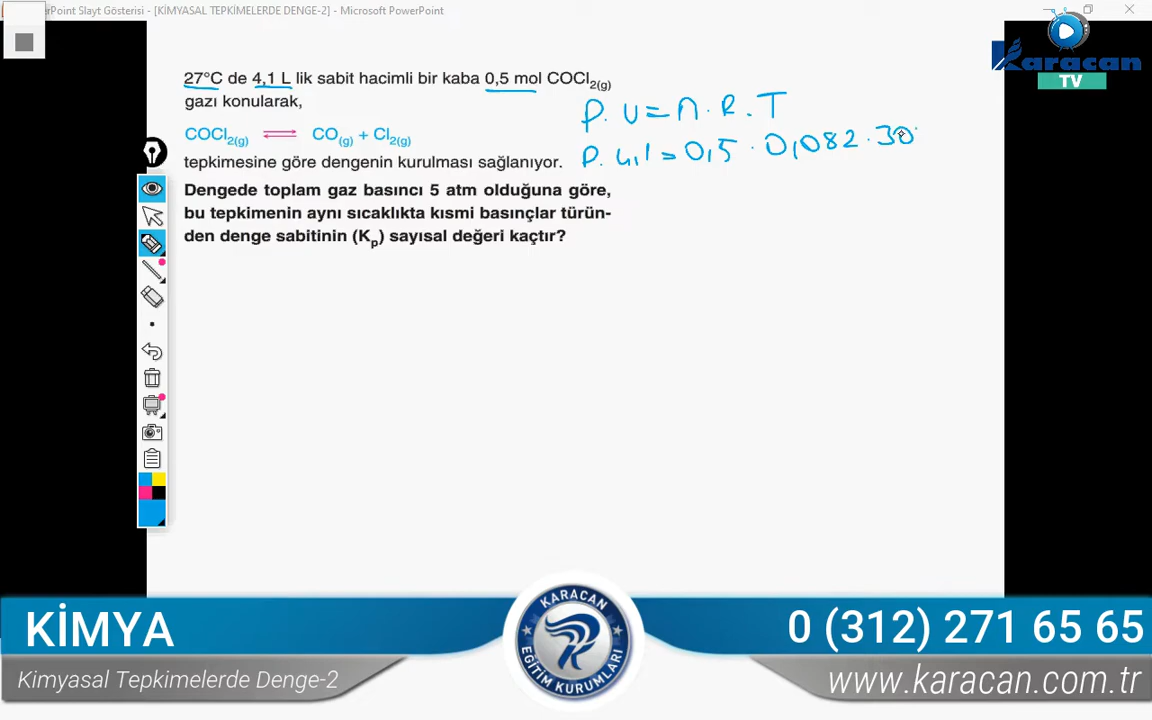 PowerPoint Slayt Gösterisi - [KİMYASAL TEPKİMELERDE DENGE-2] - Microsoft PowerPoint
Karacan
TV
27°C de 4,1 L lik sabit hacimli bir kaba 0,5 mol COCl2(g)
gazı konularak,
COCl2(g) ⇌ CO(g) + Cl2(g)
tepkimesine göre dengenin kurulması sağlanıyor.
Dengede toplam gaz basıncı 5 atm olduğuna göre,
bu tepkimenin aynı sıcaklıkta kısmi basınçlar türün-
den denge sabitinin (Kp) sayısal değeri kaçtır?
P. V = n. R. T
P. 4,1 = 0,5 . 0,082 . 30
KİMYA
Kimyasal Tepkimelerde Denge-2
KARACAN
EĞİTİM KURUMLARI
0 (312) 271 65 65
www.karacan.com.tr